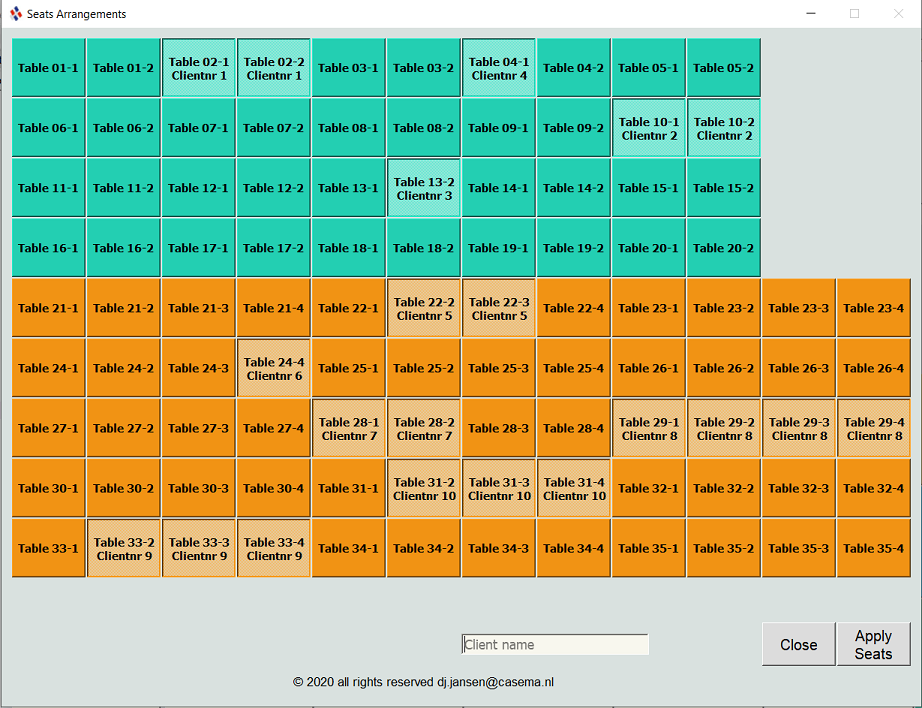 Seats Arrangements
Table 01-1 Table 01-2 Table 02-1 Table 02-2 Table 03-1 Table 03-2 Table 04-1 Table 04-2 Table 05-1 Table 05-2
Clientnr 1 Clientnr 1 Clientnr 4
Table 06-1 Table 06-2 Table 07-1 Table 07-2 Table 08-1 Table 08-2 Table 09-1 Table 09-2 Table 10-1 Table 10-2
Clientnr 2 Clientnr 2
Table 11-1 Table 11-2 Table 12-1 Table 12-2 Table 13-1 Table 13-2 Table 14-1 Table 14-2 Table 15-1 Table 15-2
Clientnr 3
Table 16-1 Table 16-2 Table 17-1 Table 17-2 Table 18-1 Table 18-2 Table 19-1 Table 19-2 Table 20-1 Table 20-2
Table 21-1 Table 21-2 Table 21-3 Table 21-4 Table 22-1 Table 22-2 Table 22-3 Table 22-4 Table 23-1 Table 23-2 Table 23-3 Table 23-4
Clientnr 5 Clientnr 5
Table 24-1 Table 24-2 Table 24-3 Table 24-4 Table 25-1 Table 25-2 Table 25-3 Table 25-4 Table 26-1 Table 26-2 Table 26-3 Table 26-4
Clientnr 6
Table 27-1 Table 27-2 Table 27-3 Table 27-4 Table 28-1 Table 28-2 Table 28-3 Table 28-4 Table 29-1 Table 29-2 Table 29-3 Table 29-4
Clientnr 7 Clientnr 7 Clientnr 8 Clientnr 8 Clientnr 8 Clientnr 8
Table 30-1 Table 30-2 Table 30-3 Table 30-4 Table 31-1 Table 31-2 Table 31-3 Table 31-4 Table 32-1 Table 32-2 Table 32-3 Table 32-4
Clientnr 10 Clientnr 10 Clientnr 10
Table 33-1 Table 33-2 Table 33-3 Table 33-4 Table 34-1 Table 34-2 Table 34-3 Table 34-4 Table 35-1 Table 35-2 Table 35-3 Table 35-4
Clientnr 9 Clientnr 9 Clientnr 9
Client name
Close
Apply
Seats
© 2020 all rights reserved dj.jansen@casema.nl